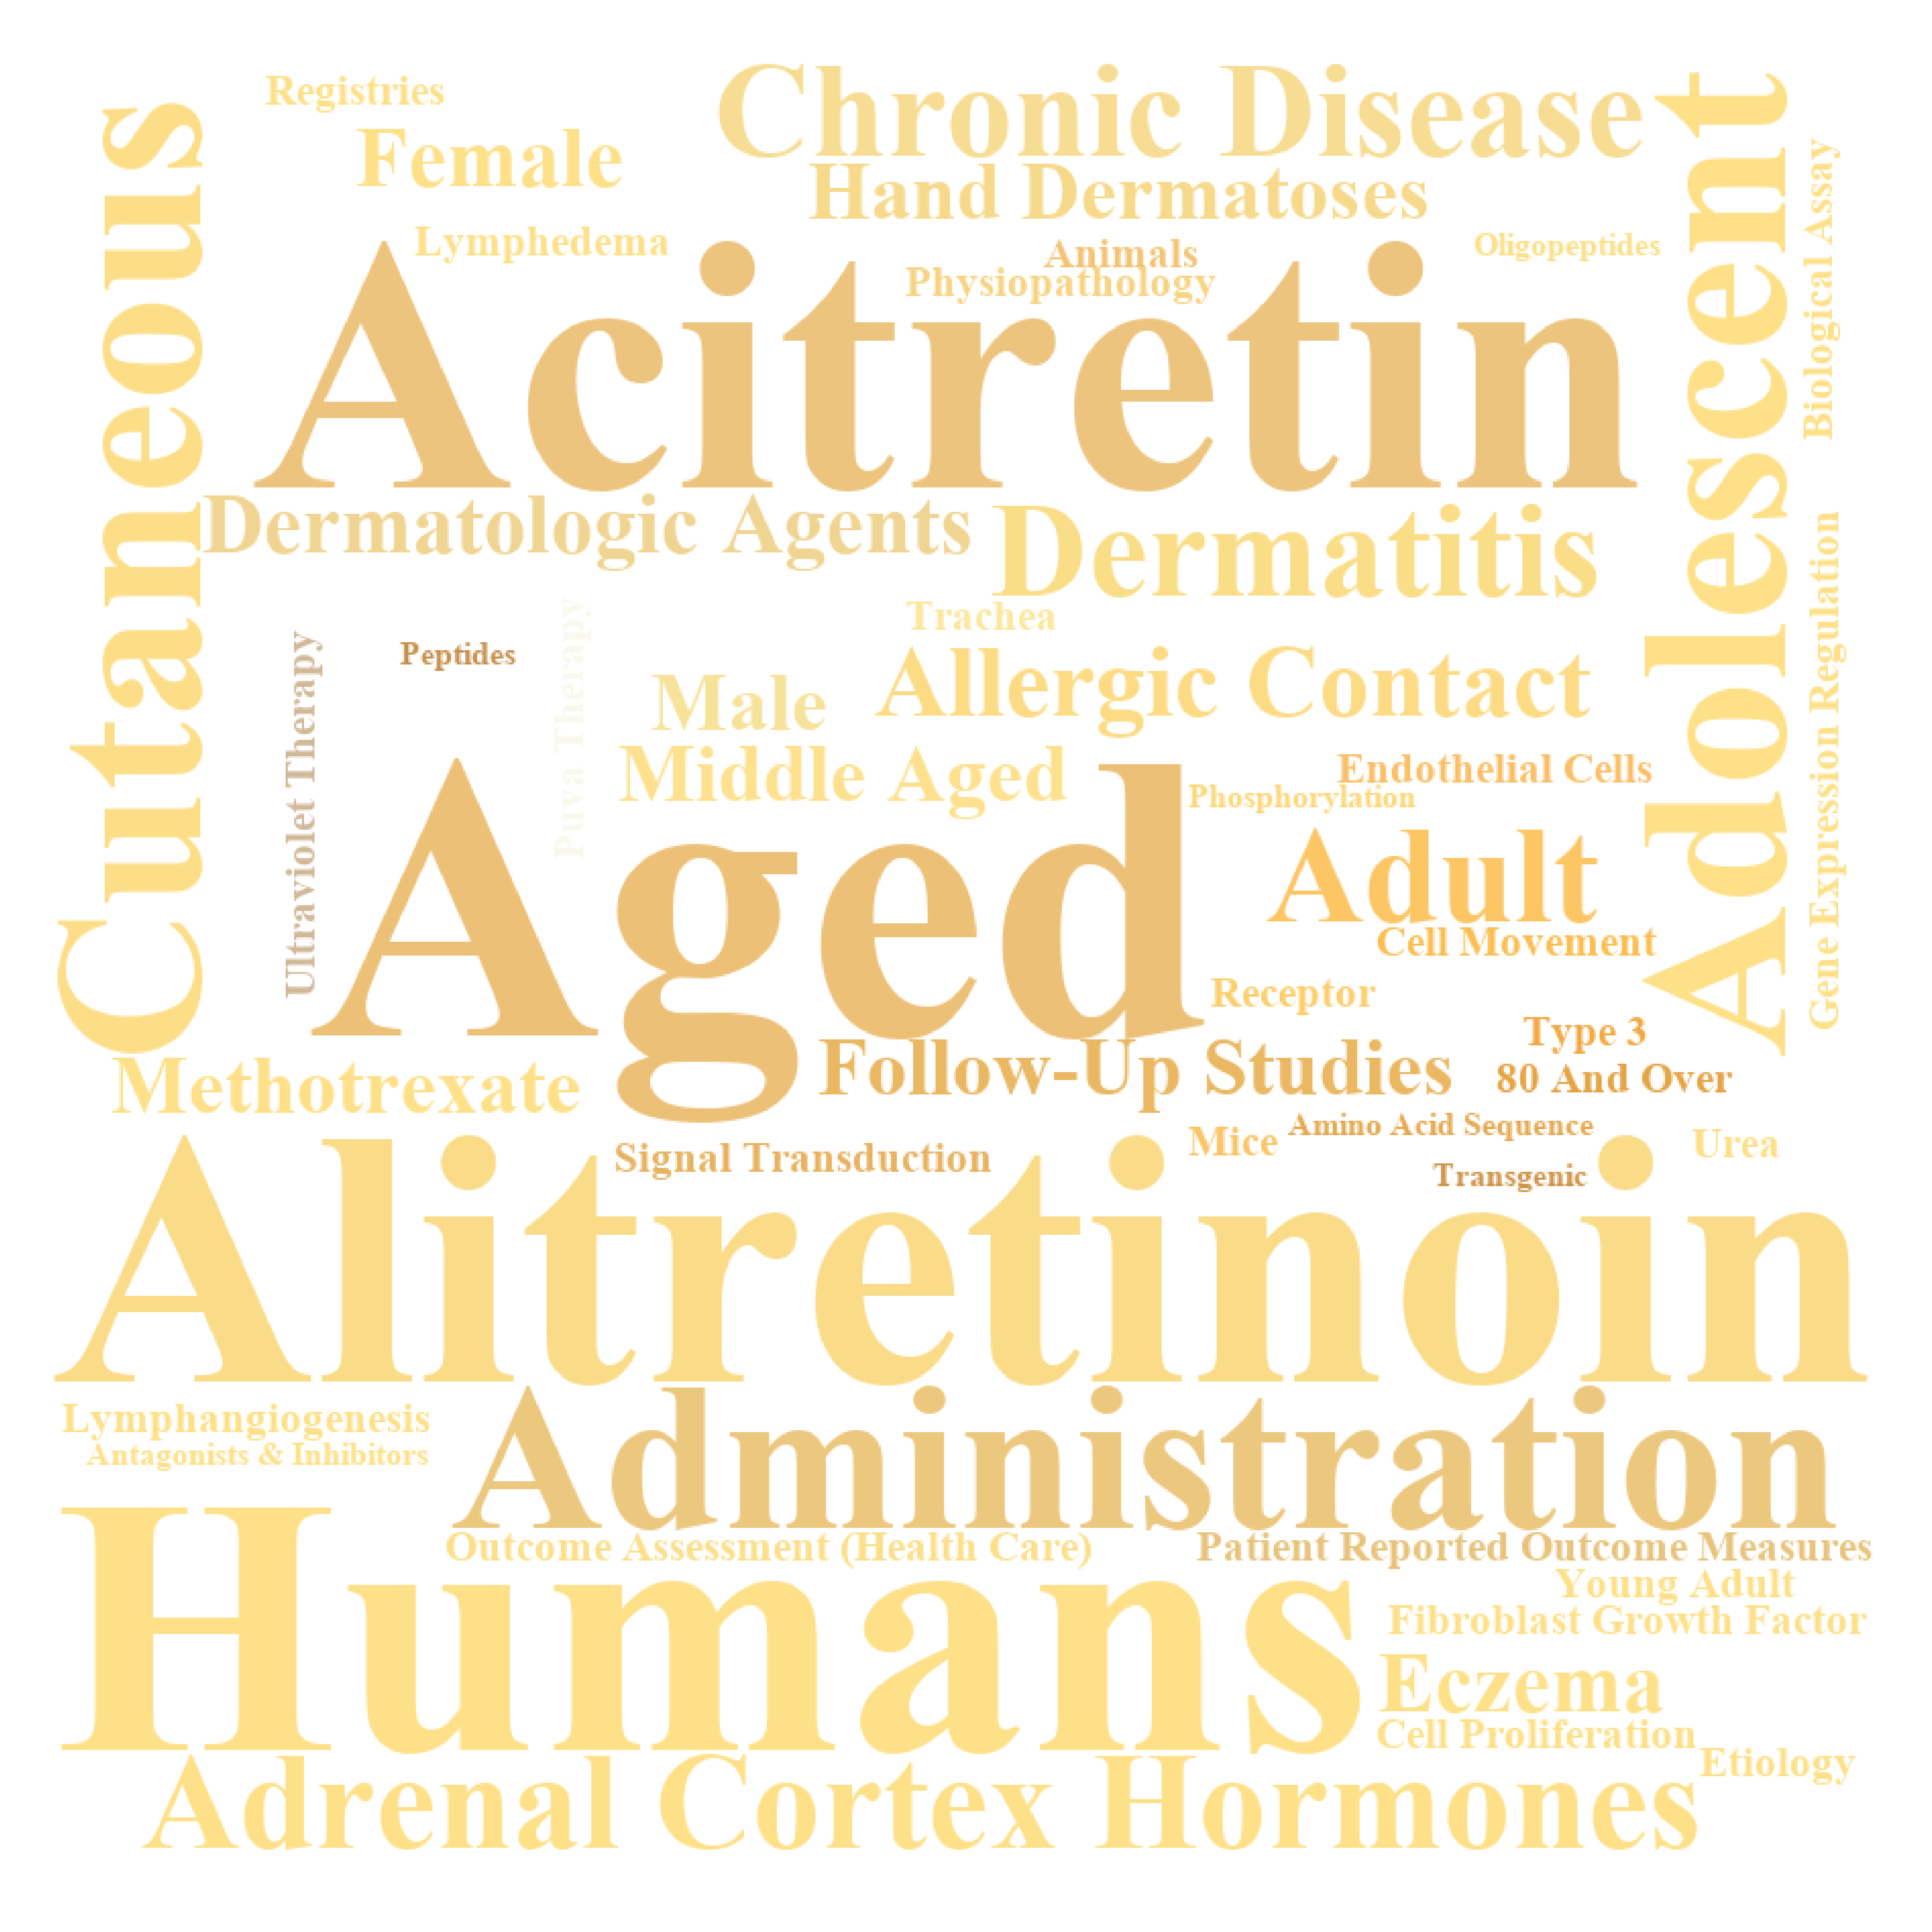 Registries
Chronic Disease
Female
Hand Dermatoses
Cutaneous
Adolescent
Biological Assay
Lymphedema
Animals
Oligopeptides
Physiopathology
Acitretin
Dermatologic Agents
Dermatitis
Gene Expression Regulation
Trachea
Puva Therapy
Ultraviolet Therapy
Peptides
Male
Allergic Contact
Middle Aged
Endothelial Cells
Phosphorylation
Aged
Adult
Cell Movement
Receptor
Type 3
Methotrexate
Follow-Up Studies
80 And Over
Amino Acid Sequence
Signal Transduction
Mice
Urea
Transgenic
Alitretinoin
Lymphangiogenesis
Antagonists & Inhibitors
Administration
Outcome Assessment (Health Care)
Patient Reported Outcome Measures
Humans
Young Adult
Fibroblast Growth Factor
Eczema
Cell Proliferation
Etiology
Adrenal Cortex Hormones